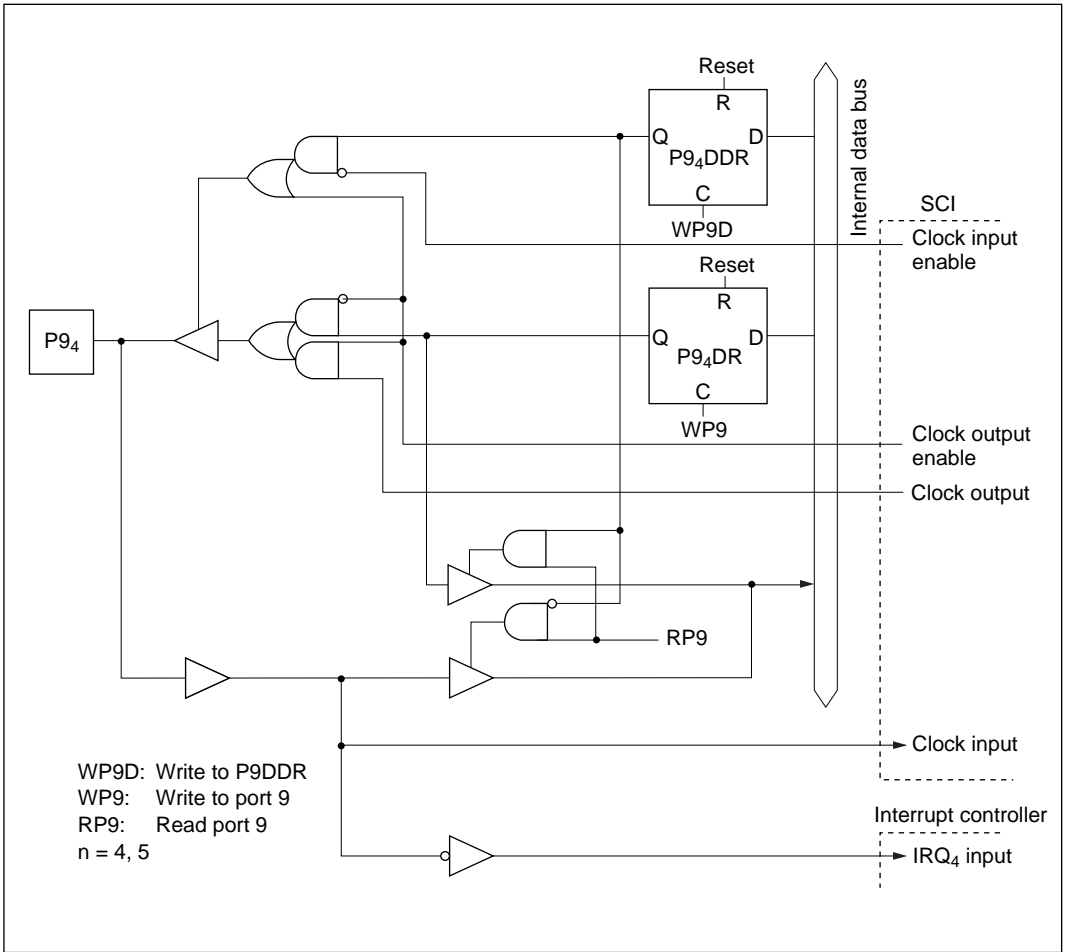 Reset
R
Q D
P9₄DDR
C
WP9D
Internal data bus
SCI
Clock input
enable
Reset
R
Q D
P9₄DR
C
WP9
P9₄
Clock output
enable
Clock output
RP9
Clock input
WP9D: Write to P9DDR
WP9: Write to port 9
RP9: Read port 9
n = 4, 5
Interrupt controller
IRQ₄ input